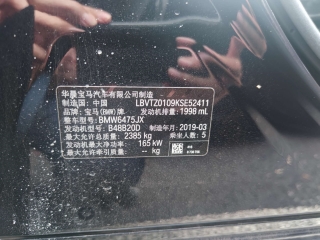 华晨宝马汽车有限公司制造
制造国:中国 LBVTZ0109KSE52411
品牌:宝马(BMW) 发动机排量:1998 mL
整车型号:BMW6475JX
发动机型号:B48B20D 制造年月:2019-03
最大允许总质量:2385 kg 乘坐人数:5
发动机最大净功率:165 kW
最大允许牵引质量:-- kg